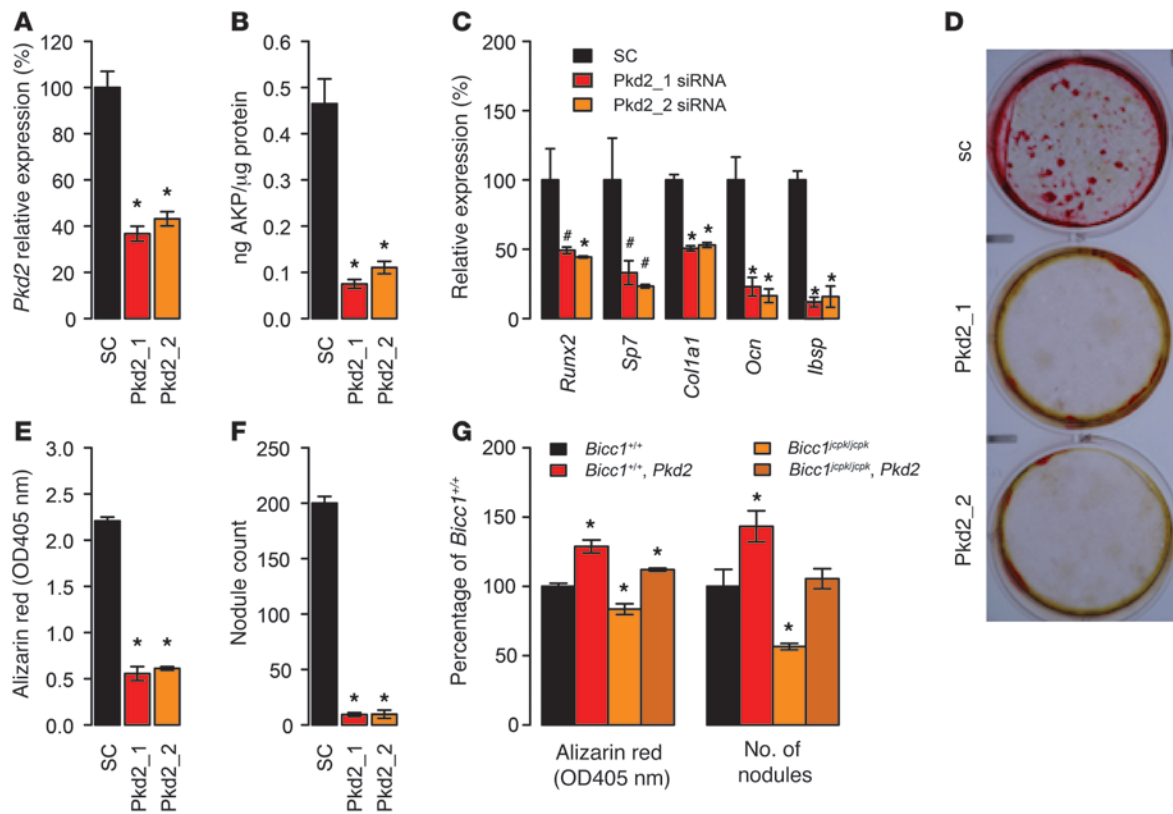 A
Pkd2 relative expression (%)
120
100
80
60
40
20
0
SC
Pkd2_1
Pkd2_2
*
*
B
ng AKP/µg protein
0.6
0.5
0.4
0.3
0.2
0.1
0.0
SC
Pkd2_1
Pkd2_2
*
*
C
Relative expression (%)
200
150
100
50
0
SC
Pkd2_1 siRNA
Pkd2_2 siRNA
# *
# #
* *
* *
* *
Runx2
Sp7
Col1a1
Ocn
Ibsp
D
SC
Pkd2_1
Pkd2_2
E
Alizarin red (OD405 nm)
3.0
2.5
2.0
1.5
1.0
0.5
0.0
SC
Pkd2_1
Pkd2_2
*
*
F
Nodule count
250
200
150
100
50
0
SC
Pkd2_1
Pkd2_2
*
*
G
Percentage of Bicc1+/+
200
150
100
50
0
Bicc1+/+
Bicc1+/+, Pkd2
Bicc1jcpk/jcpk
Bicc1jcpk/jcpk, Pkd2
* * *
* *
Alizarin red
(OD405 nm)
No. of
nodules